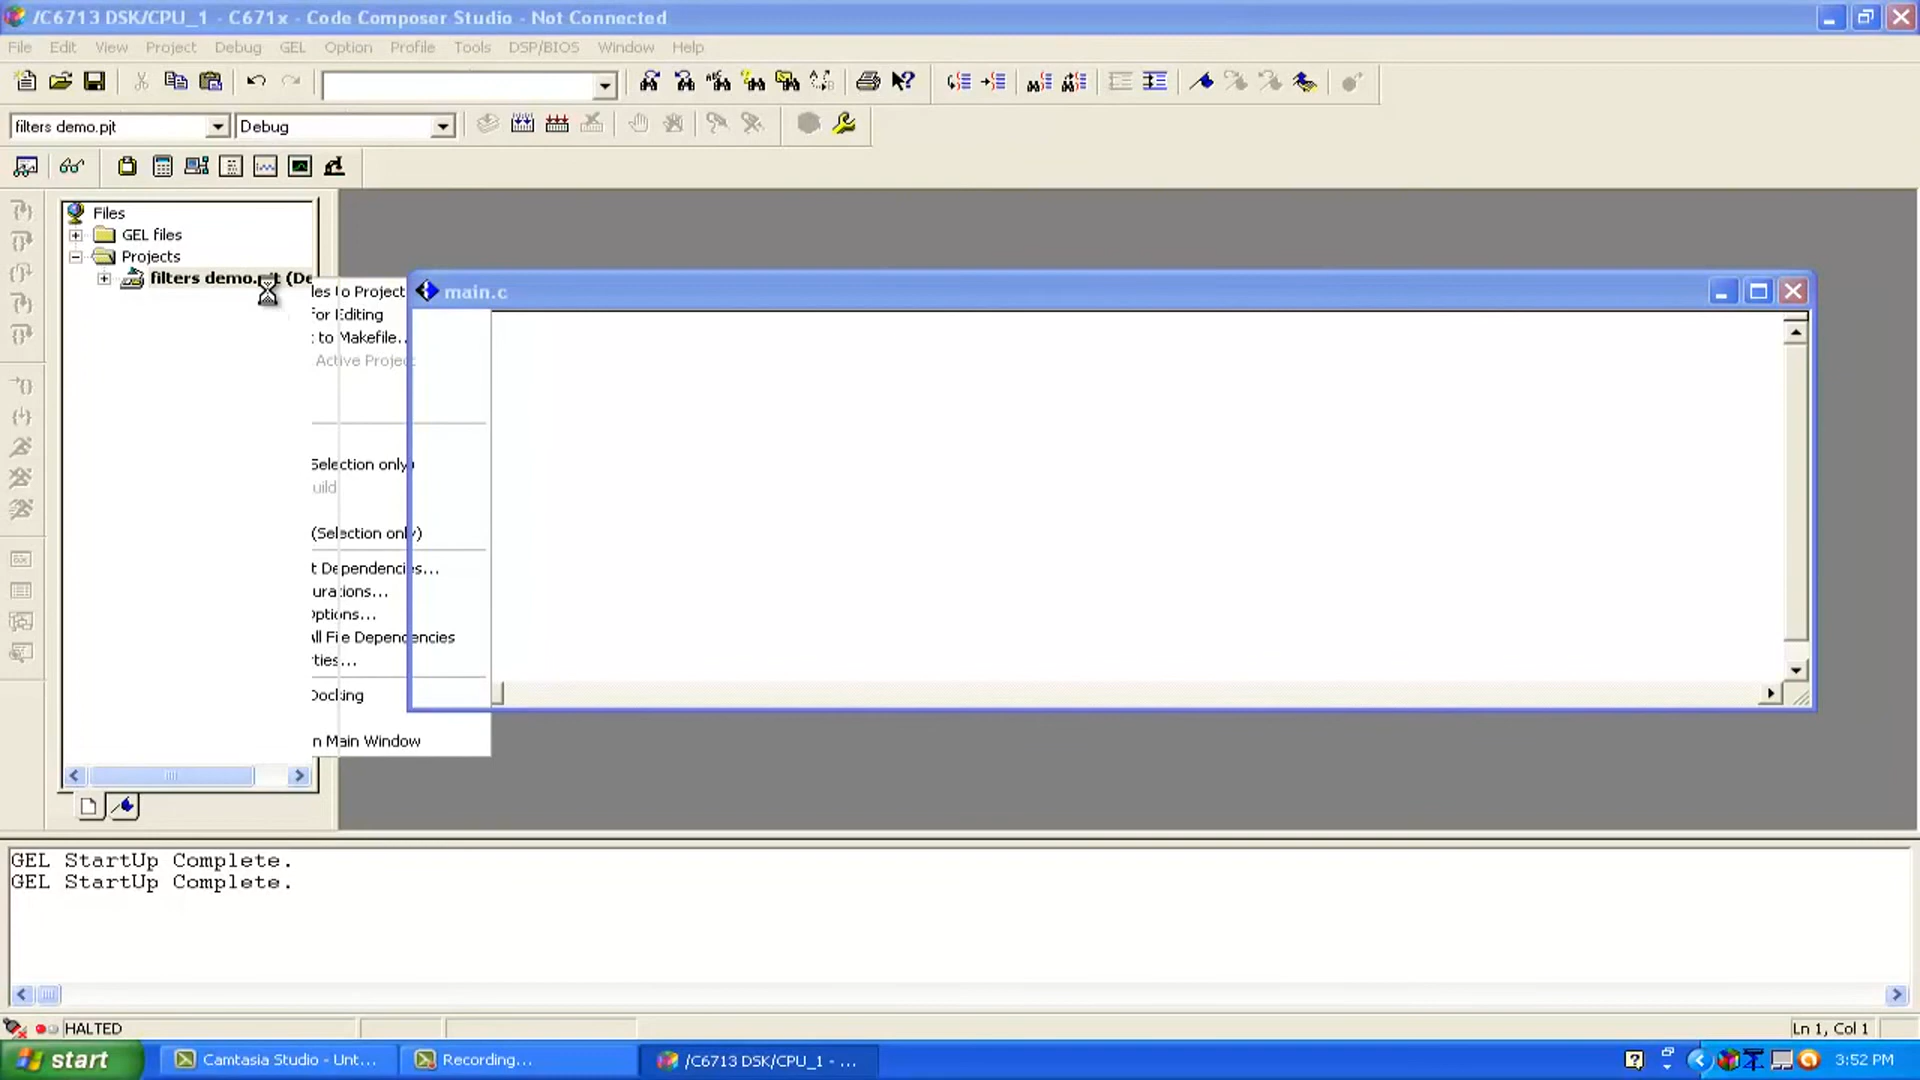 /C6713 DSK/CPU_1 - C671x - Code Composer Studio - Not Connected
File Edit View Project Debug GEL Option Profile Tools DSP/BIOS Window Help
filters demo.pjt Debug
Files
GEL files
Projects
filters demo. (De
les to Project
main.c
For Editing
to Makefile..
Active Projec
Selection only)
uild
(Selection only)
t Dependencies...
urations...
Options...
All File Dependencies
rties...
Docking
n Main Window
GEL StartUp Complete.
GEL StartUp Complete.
HALTED
Ln 1, Col 1
start Camtasia Studio - Unt... Recording... /C6713 DSK/CPU_1 - ... 3:52 PM